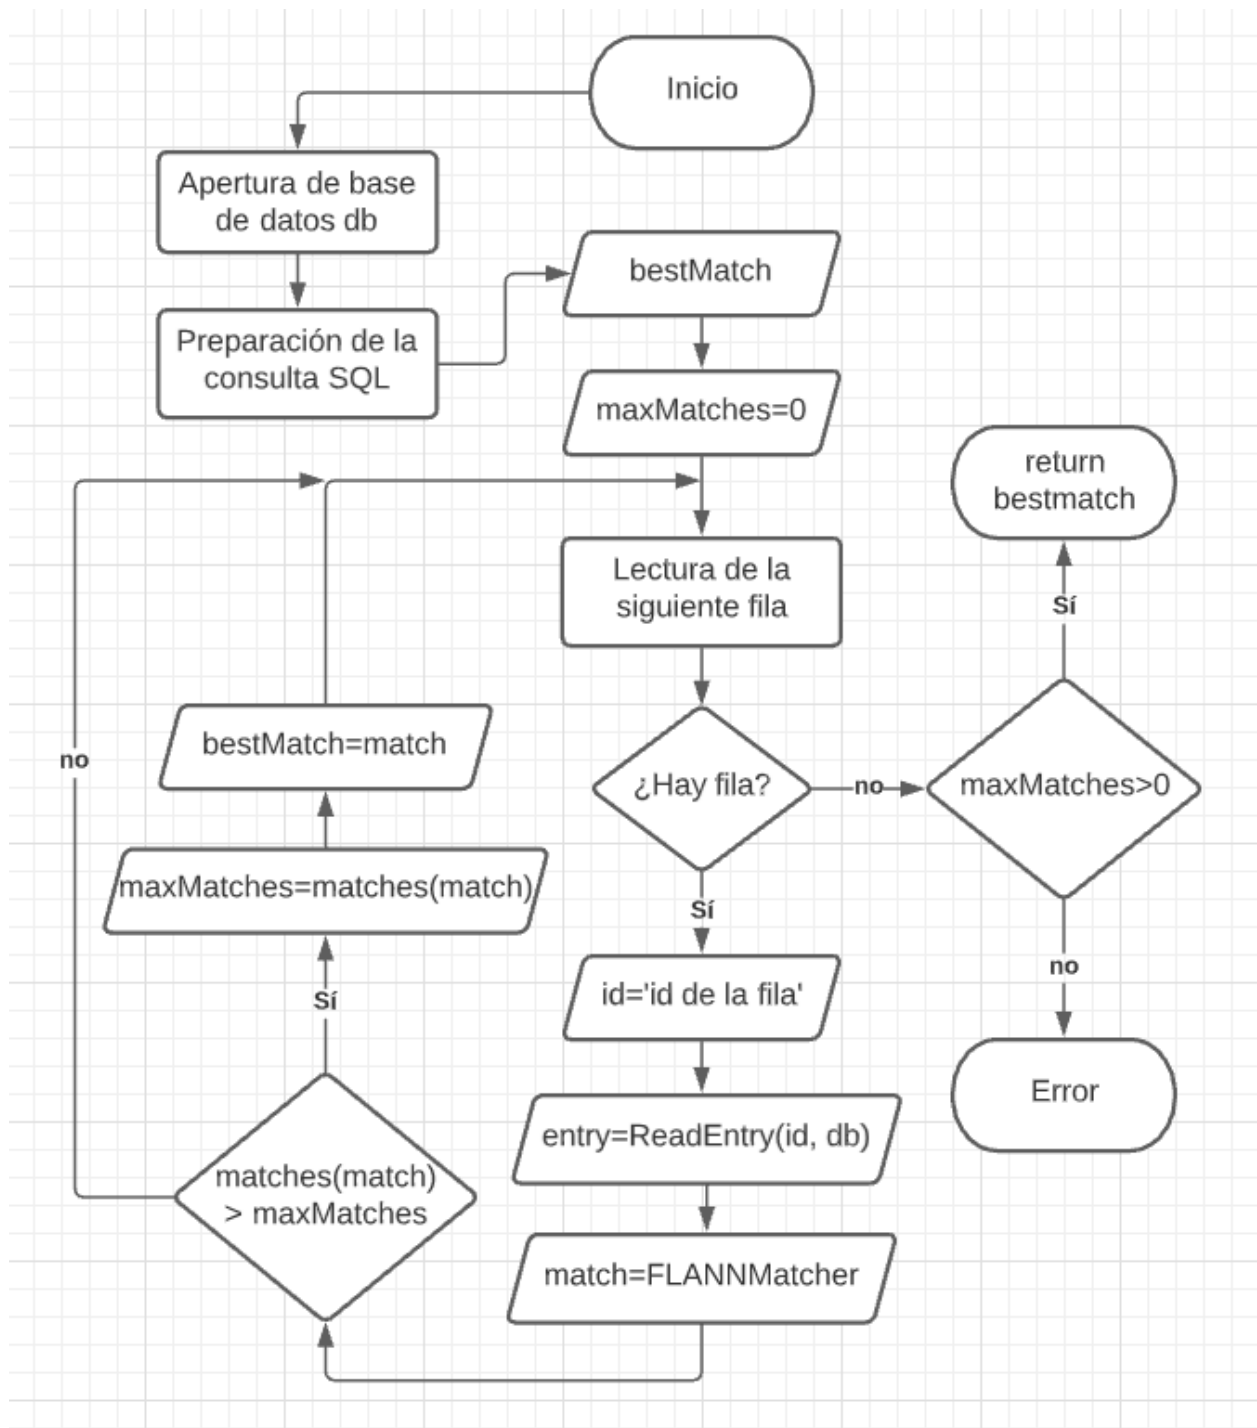 Inicio
Apertura de base
de datos db
Preparación de la
consulta SQL
bestMatch
maxMatches=0
Lectura de la
siguiente fila
¿Hay fila?
no
maxMatches>0
Sí
return
bestmatch
no
Error
Sí
id='id de la fila'
entry=ReadEntry(id, db)
match=FLANNMatcher
matches(match)
> maxMatches
Sí
maxMatches=matches(match)
bestMatch=match
no